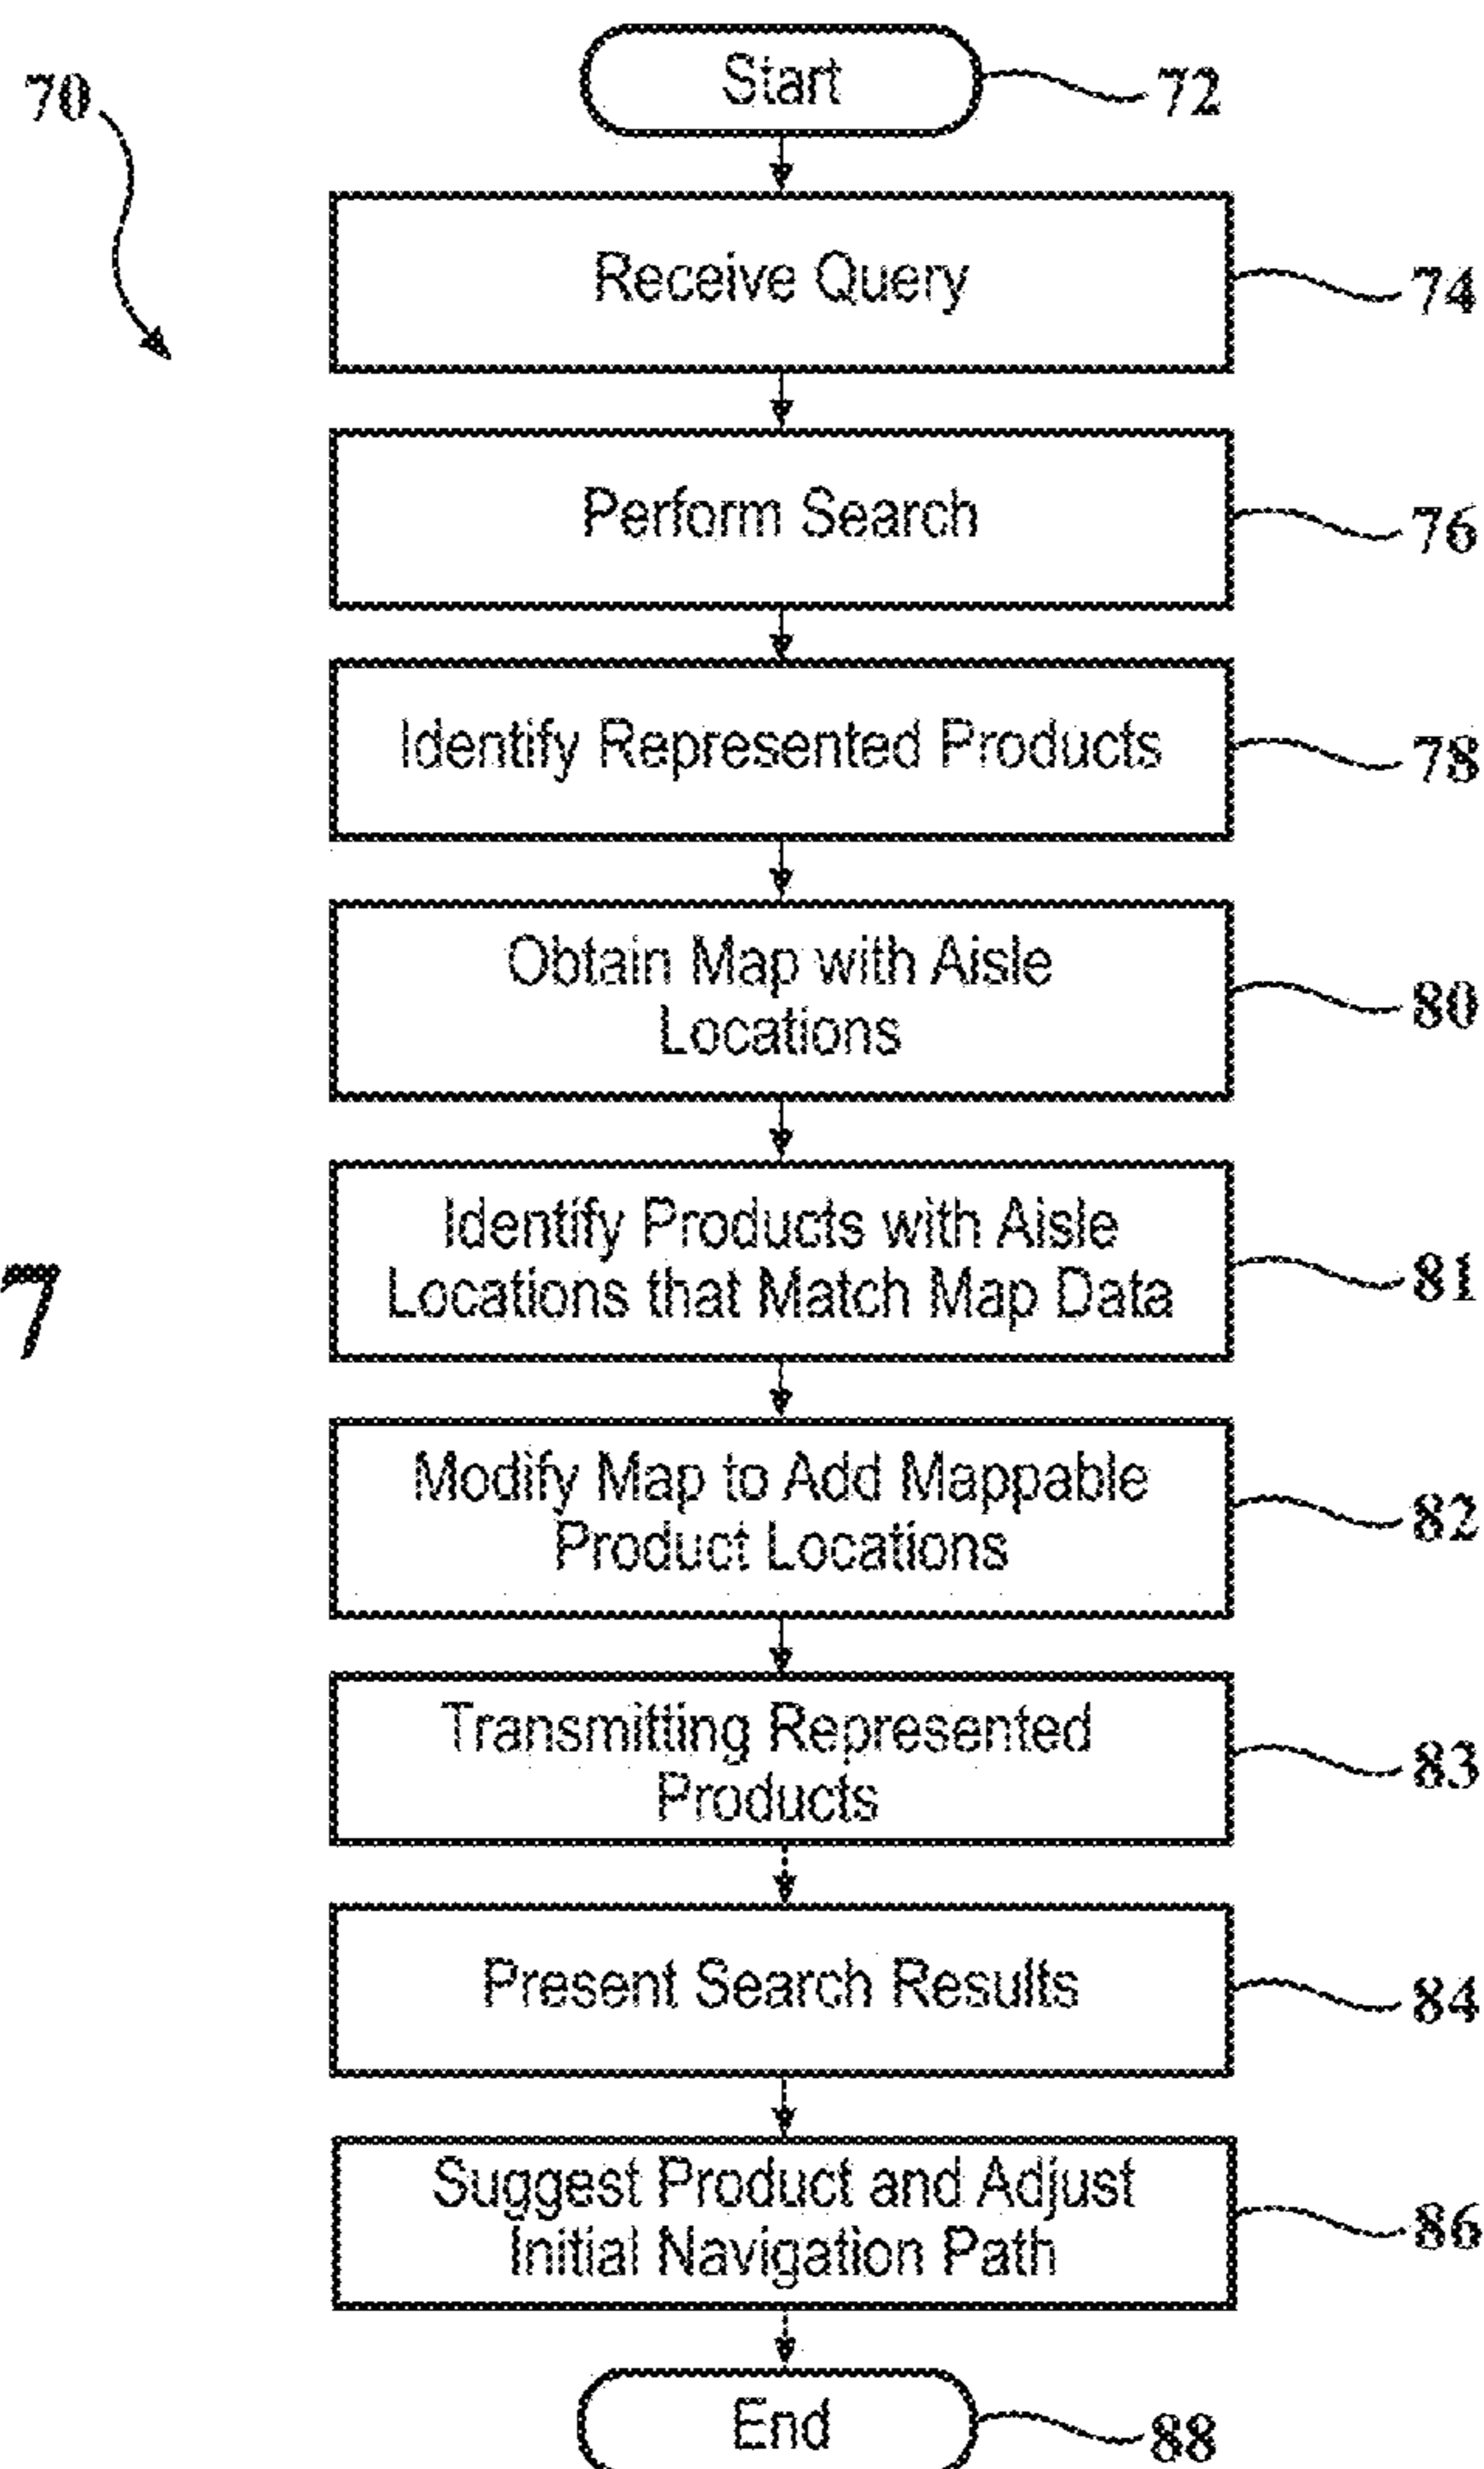 70
Start
72
Receive Query
74
Perform Search
76
Identify Represented Products
78
Obtain Map with Aisle
Locations
80
Identify Products with Aisle
Locations that Match Map Data
81
7
Modify Map to Add Mappable
Product Locations
82
Transmitting Represented
Products
83
Present Search Results
84
Suggest Product and Adjust
Initial Navigation Path
86
End
88